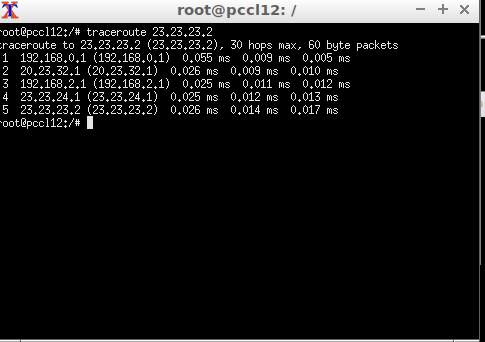 root@pccl12: /
root@pccl12:/# traceroute 23.23.23.2
traceroute to 23.23.23.2 (23.23.23.2), 30 hops max, 60 byte packets
1 192.168.0.1 (192.168.0.1) 0.055 ms 0.009 ms 0.005 ms
2 20.23.32.1 (20.23.32.1) 0.026 ms 0.009 ms 0.010 ms
3 192.168.2.1 (192.168.2.1) 0.025 ms 0.011 ms 0.012 ms
4 23.23.24.1 (23.23.24.1) 0.025 ms 0.012 ms 0.013 ms
5 23.23.23.2 (23.23.23.2) 0.026 ms 0.014 ms 0.017 ms
root@pccl12:/#